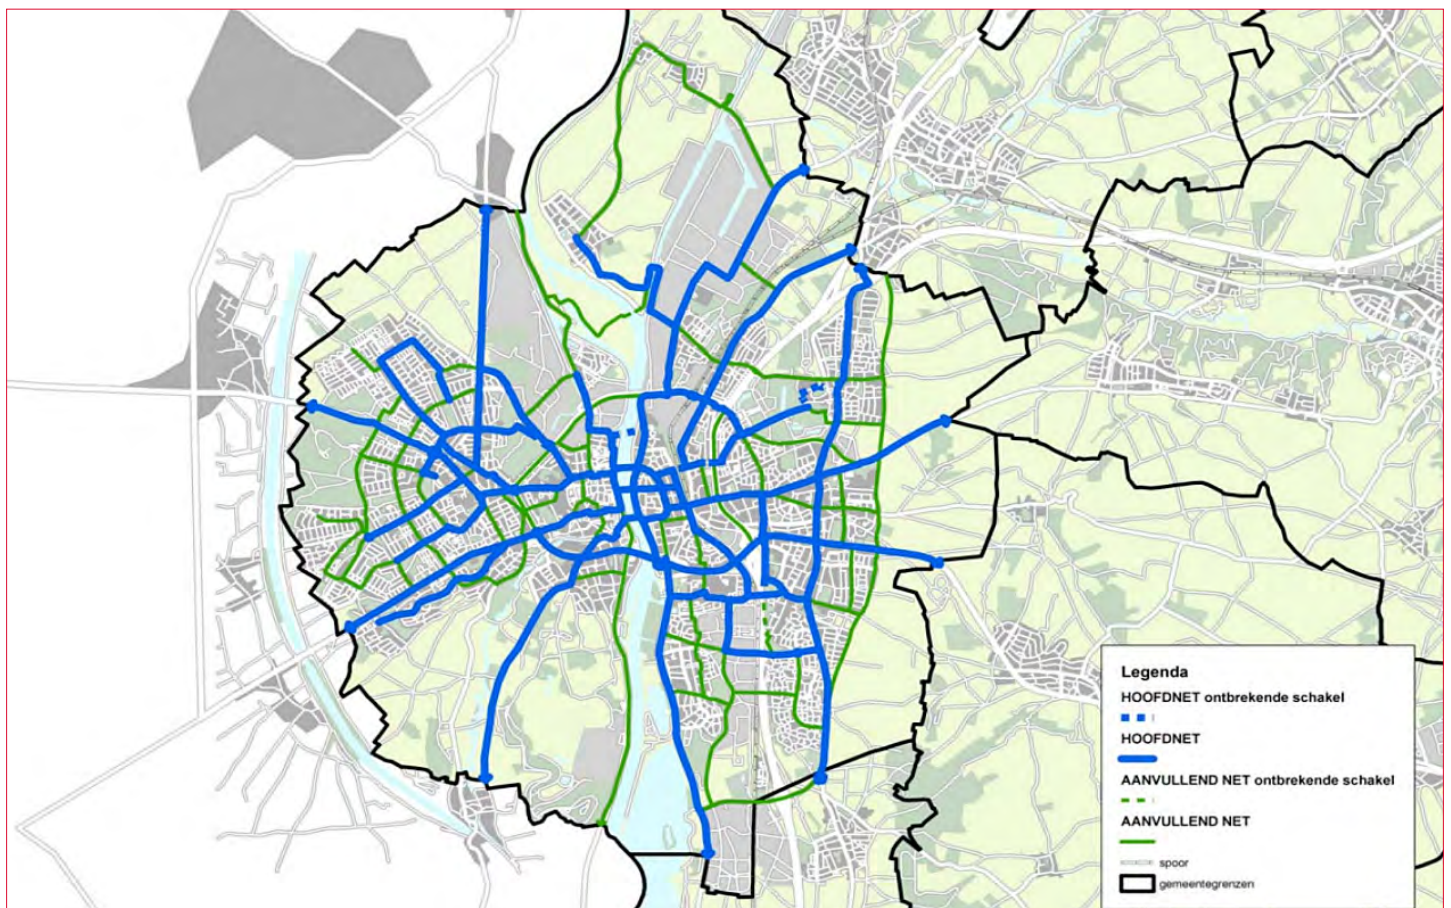 Legenda
HOOFDNET ontbrekende schakel
HOOFDNET
AANVULLEND NET ontbrekende schakel
AANVULLEND NET
spoor
gemeentegrenzen